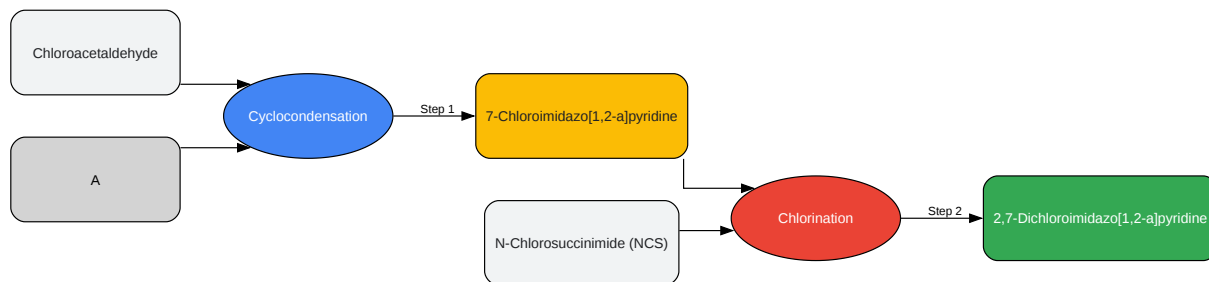 Chloroacetaldehyde
A
Cyclocondensation
Step 1
7-Chloroimidazo[1,2-a]pyridine
N-Chlorosuccinimide (NCS)
Chlorination
Step 2
2,7-Dichloroimidazo[1,2-a]pyridine